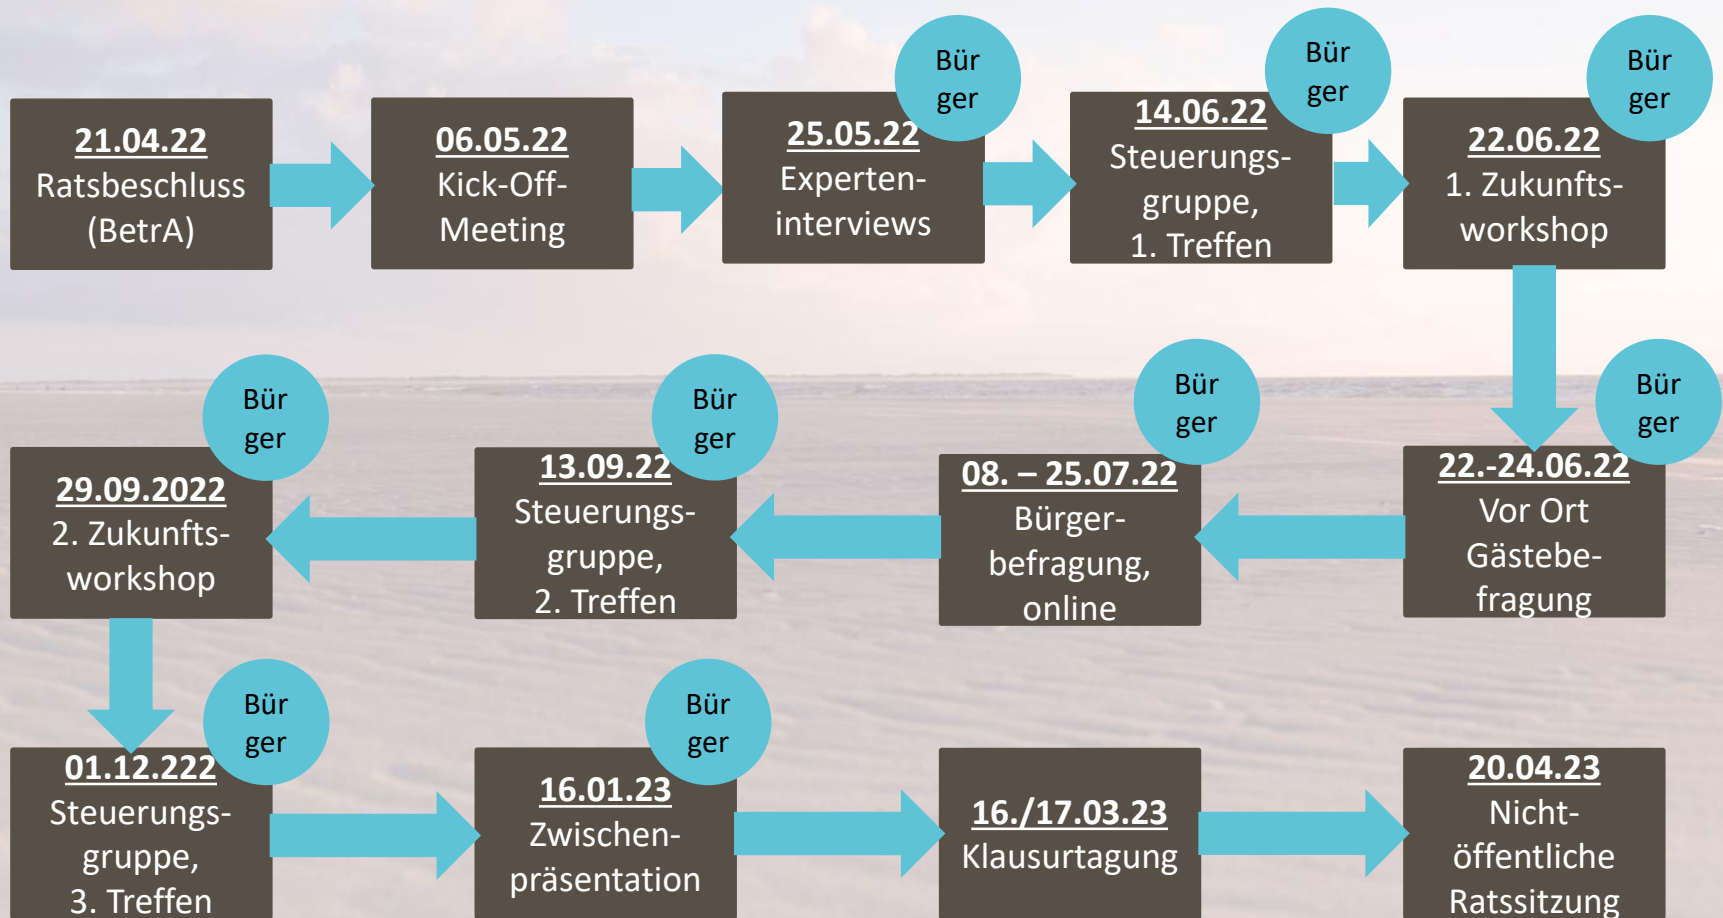 21.04.22
Ratsbeschluss
(BetrA)
06.05.22
Kick-Off-
Meeting
Bür
ger
25.05.22
Experten-
interviews
Bür
ger
14.06.22
Steuerungs-
gruppe,
1. Treffen
Bür
ger
22.06.22
1. Zukunfts-
workshop
Bür
ger
22.-24.06.22
Vor Ort
Gästebe-
fragung
Bür
ger
08. – 25.07.22
Bürger-
befragung,
online
Bür
ger
13.09.22
Steuerungs-
gruppe,
2. Treffen
Bür
ger
29.09.2022
2. Zukunfts-
workshop
Bür
ger
01.12.222
Steuerungs-
gruppe,
3. Treffen
Bür
ger
16.01.23
Zwischen-
präsentation
16./17.03.23
Klausurtagung
20.04.23
Nicht-
öffentliche
Ratssitzung